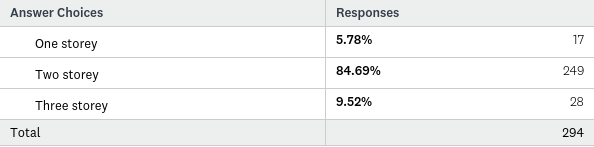 Answer Choices Responses
One storey 5.78% 17
Two storey 84.69% 249
Three storey 9.52% 28
Total 294